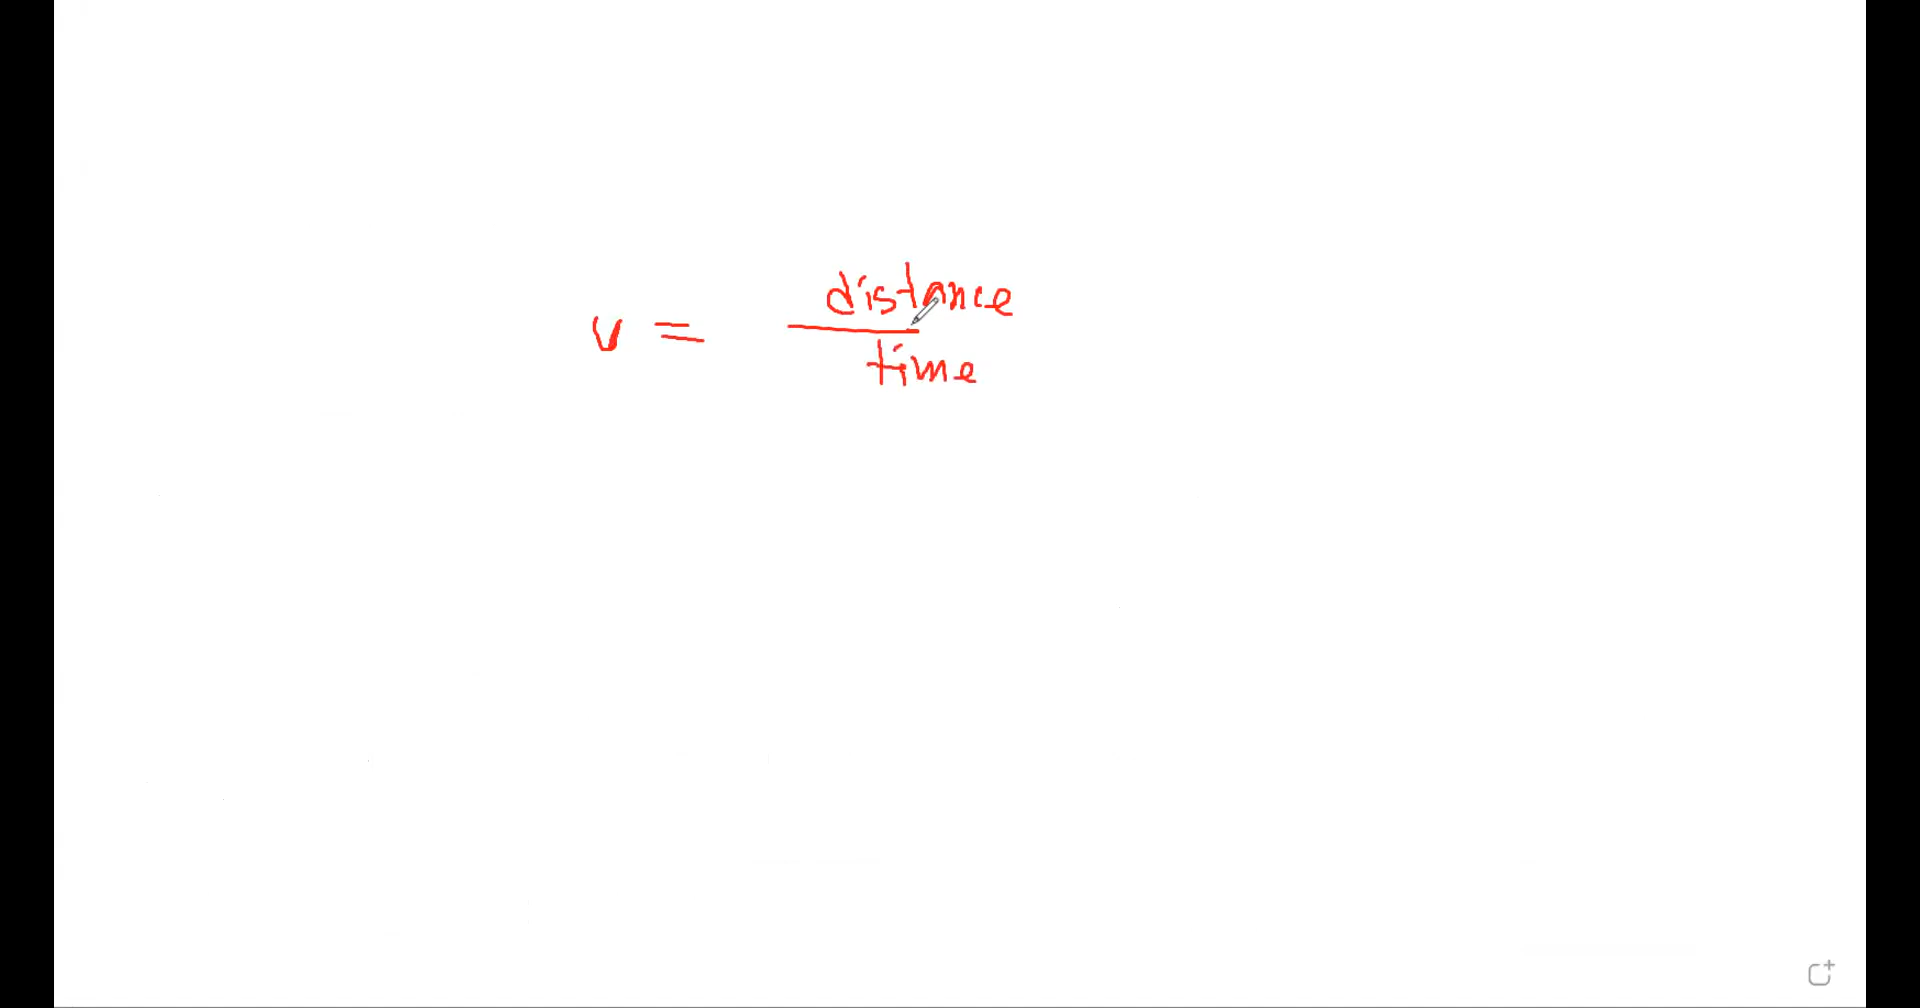 v = distance
time